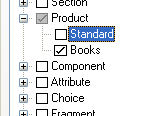 Section
Product
Standard
Books
Component
Attribute
Choice
Fragment